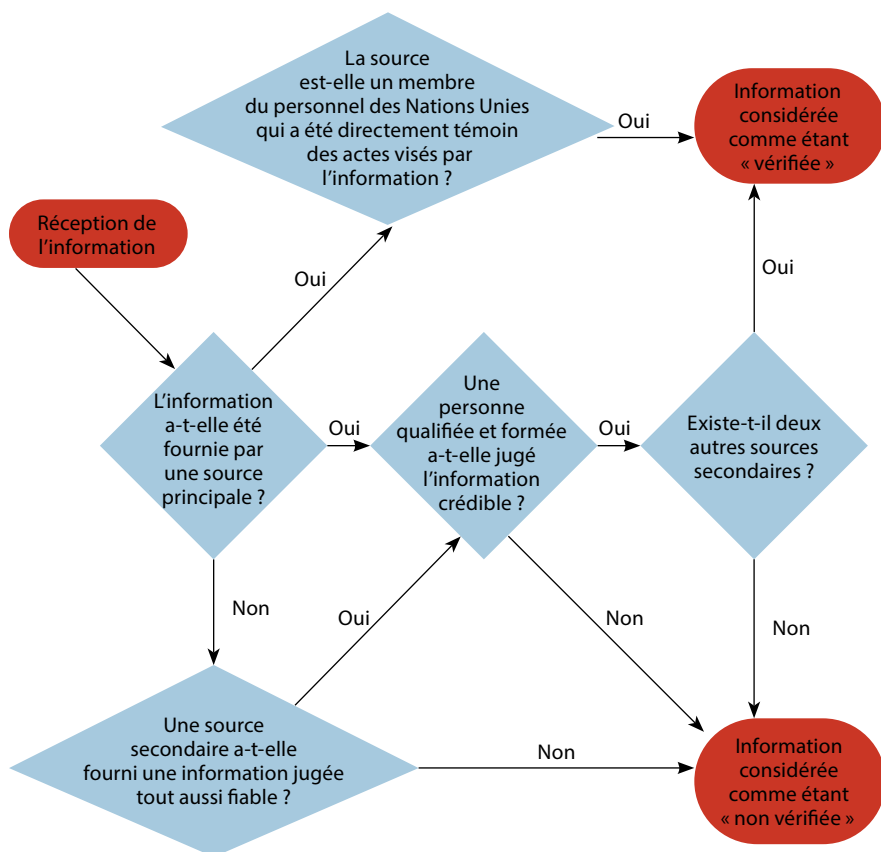 La source
est-elle un membre
du personnel des Nations Unies
qui a été directement témoin
des actes visés par
l'information ?
Oui
Information
considérée
comme étant
« vérifiée »
Réception de
l'information
Oui
Oui
L'information
a-t-elle été
fournie par
une source
principale ?
Oui
Une
personne
qualifiée et formée
a-t-elle jugé
l'information
crédible ?
Oui
Existe-t-il deux
autres sources
secondaires ?
Non
Oui
Non
Non
Une source
secondaire a-t-elle
fourni une information jugée
tout aussi fiable ?
Non
Information
considérée
comme étant
« non vérifiée »